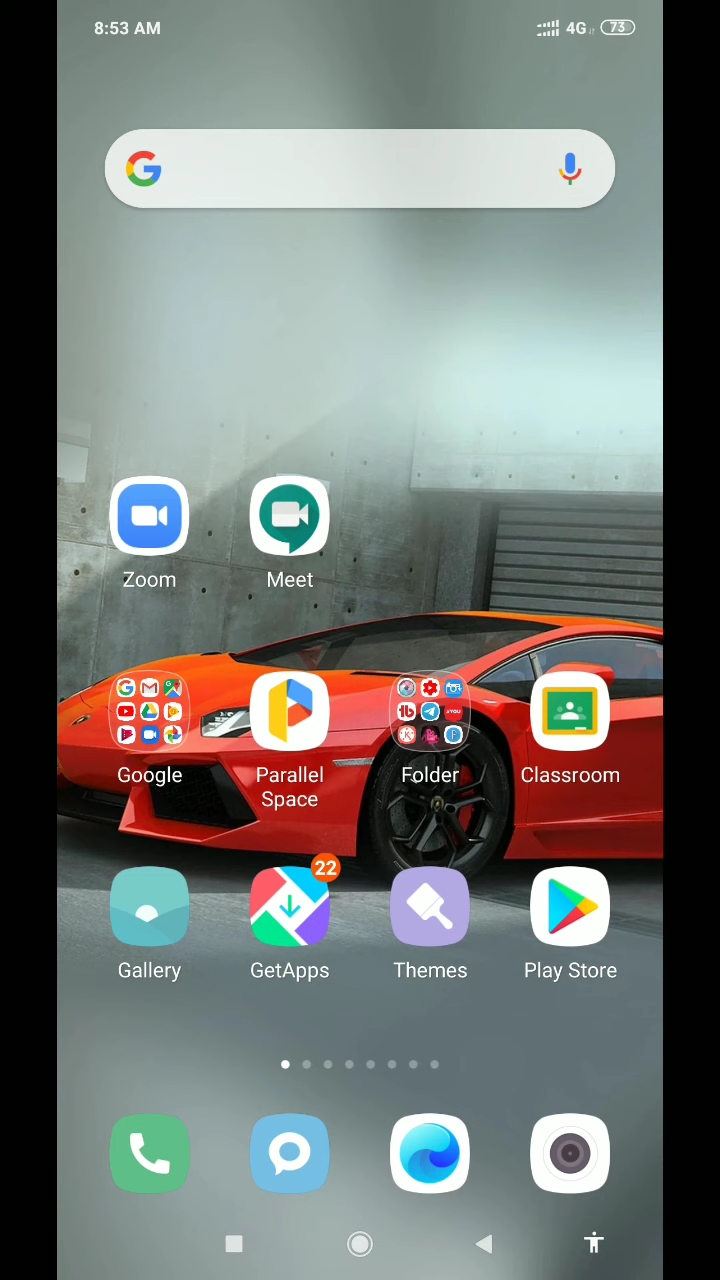 8:53 AM
4G
73
Zoom
Meet
Google
Parallel
Space
Folder
Classroom
22
Gallery
GetApps
Themes
Play Store